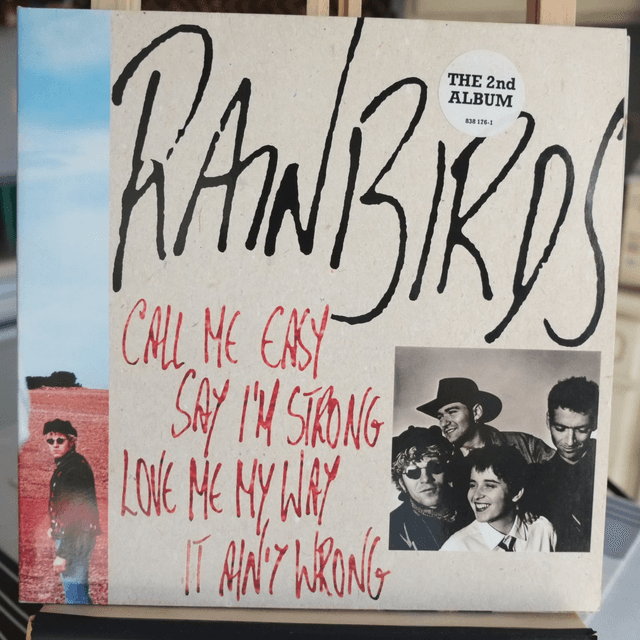 RAINBIRDS
THE 2nd
ALBUM
838 176-1
CALL ME EASY
SAY I'M STRONG
LOVE ME MY WAY
IT AIN'T WRONG